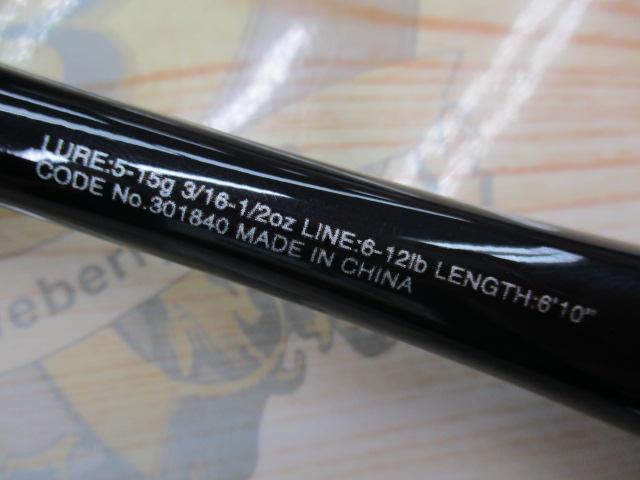 LURE:5-15g 3/16-1/2oz LINE:6-12lb LENGTH:6'10"
CODE No.301840 MADE IN CHINA